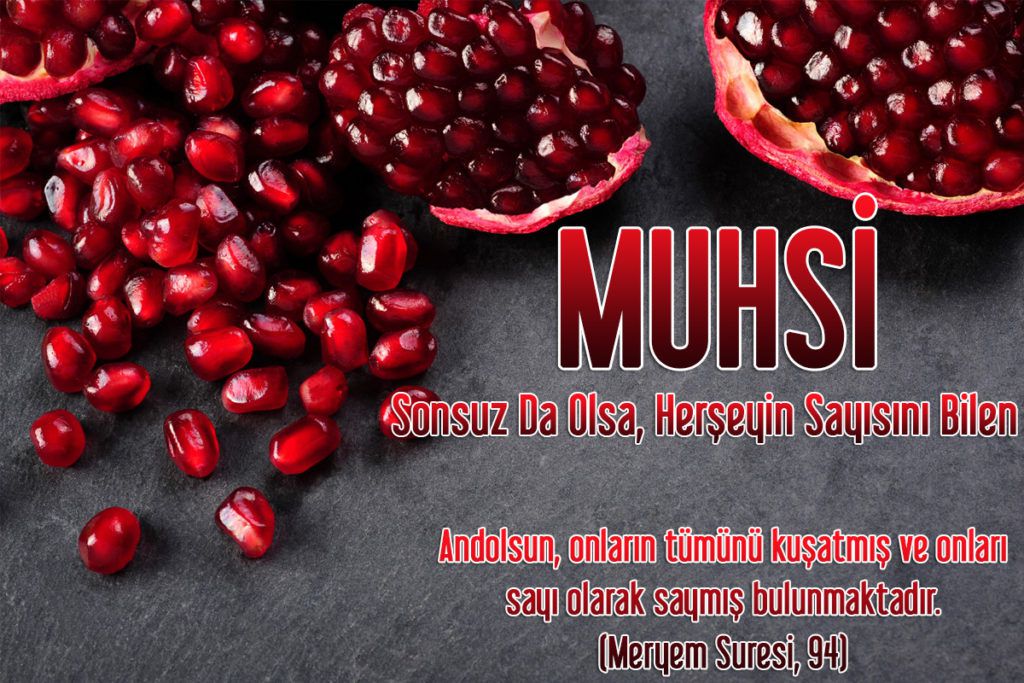 MUHSİ
Sonsuz Da Olsa, Herşeyin Sayısını Bilen
Andolsun, onların tümünü kuşatmış ve onları
sayı olarak saymış bulunmaktadır.
(Meryem Suresi, 94)